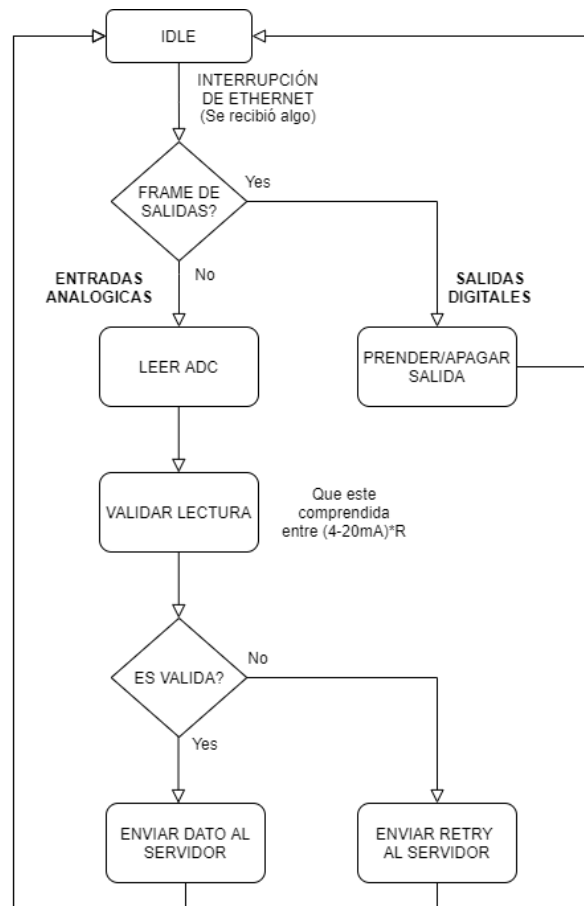 IDLE
INTERRUPCIÓN
DE ETHERNET
(Se recibió algo)
FRAME DE
SALIDAS?
Yes
No
ENTRADAS
ANALOGICAS
SALIDAS
DIGITALES
LEER ADC
PRENDER/APAGAR
SALIDA
VALIDAR LECTURA
Que este
comprendida
entre (4-20mA)*R
ES VALIDA?
No
Yes
ENVIAR DATO AL
SERVIDOR
ENVIAR RETRY
AL SERVIDOR